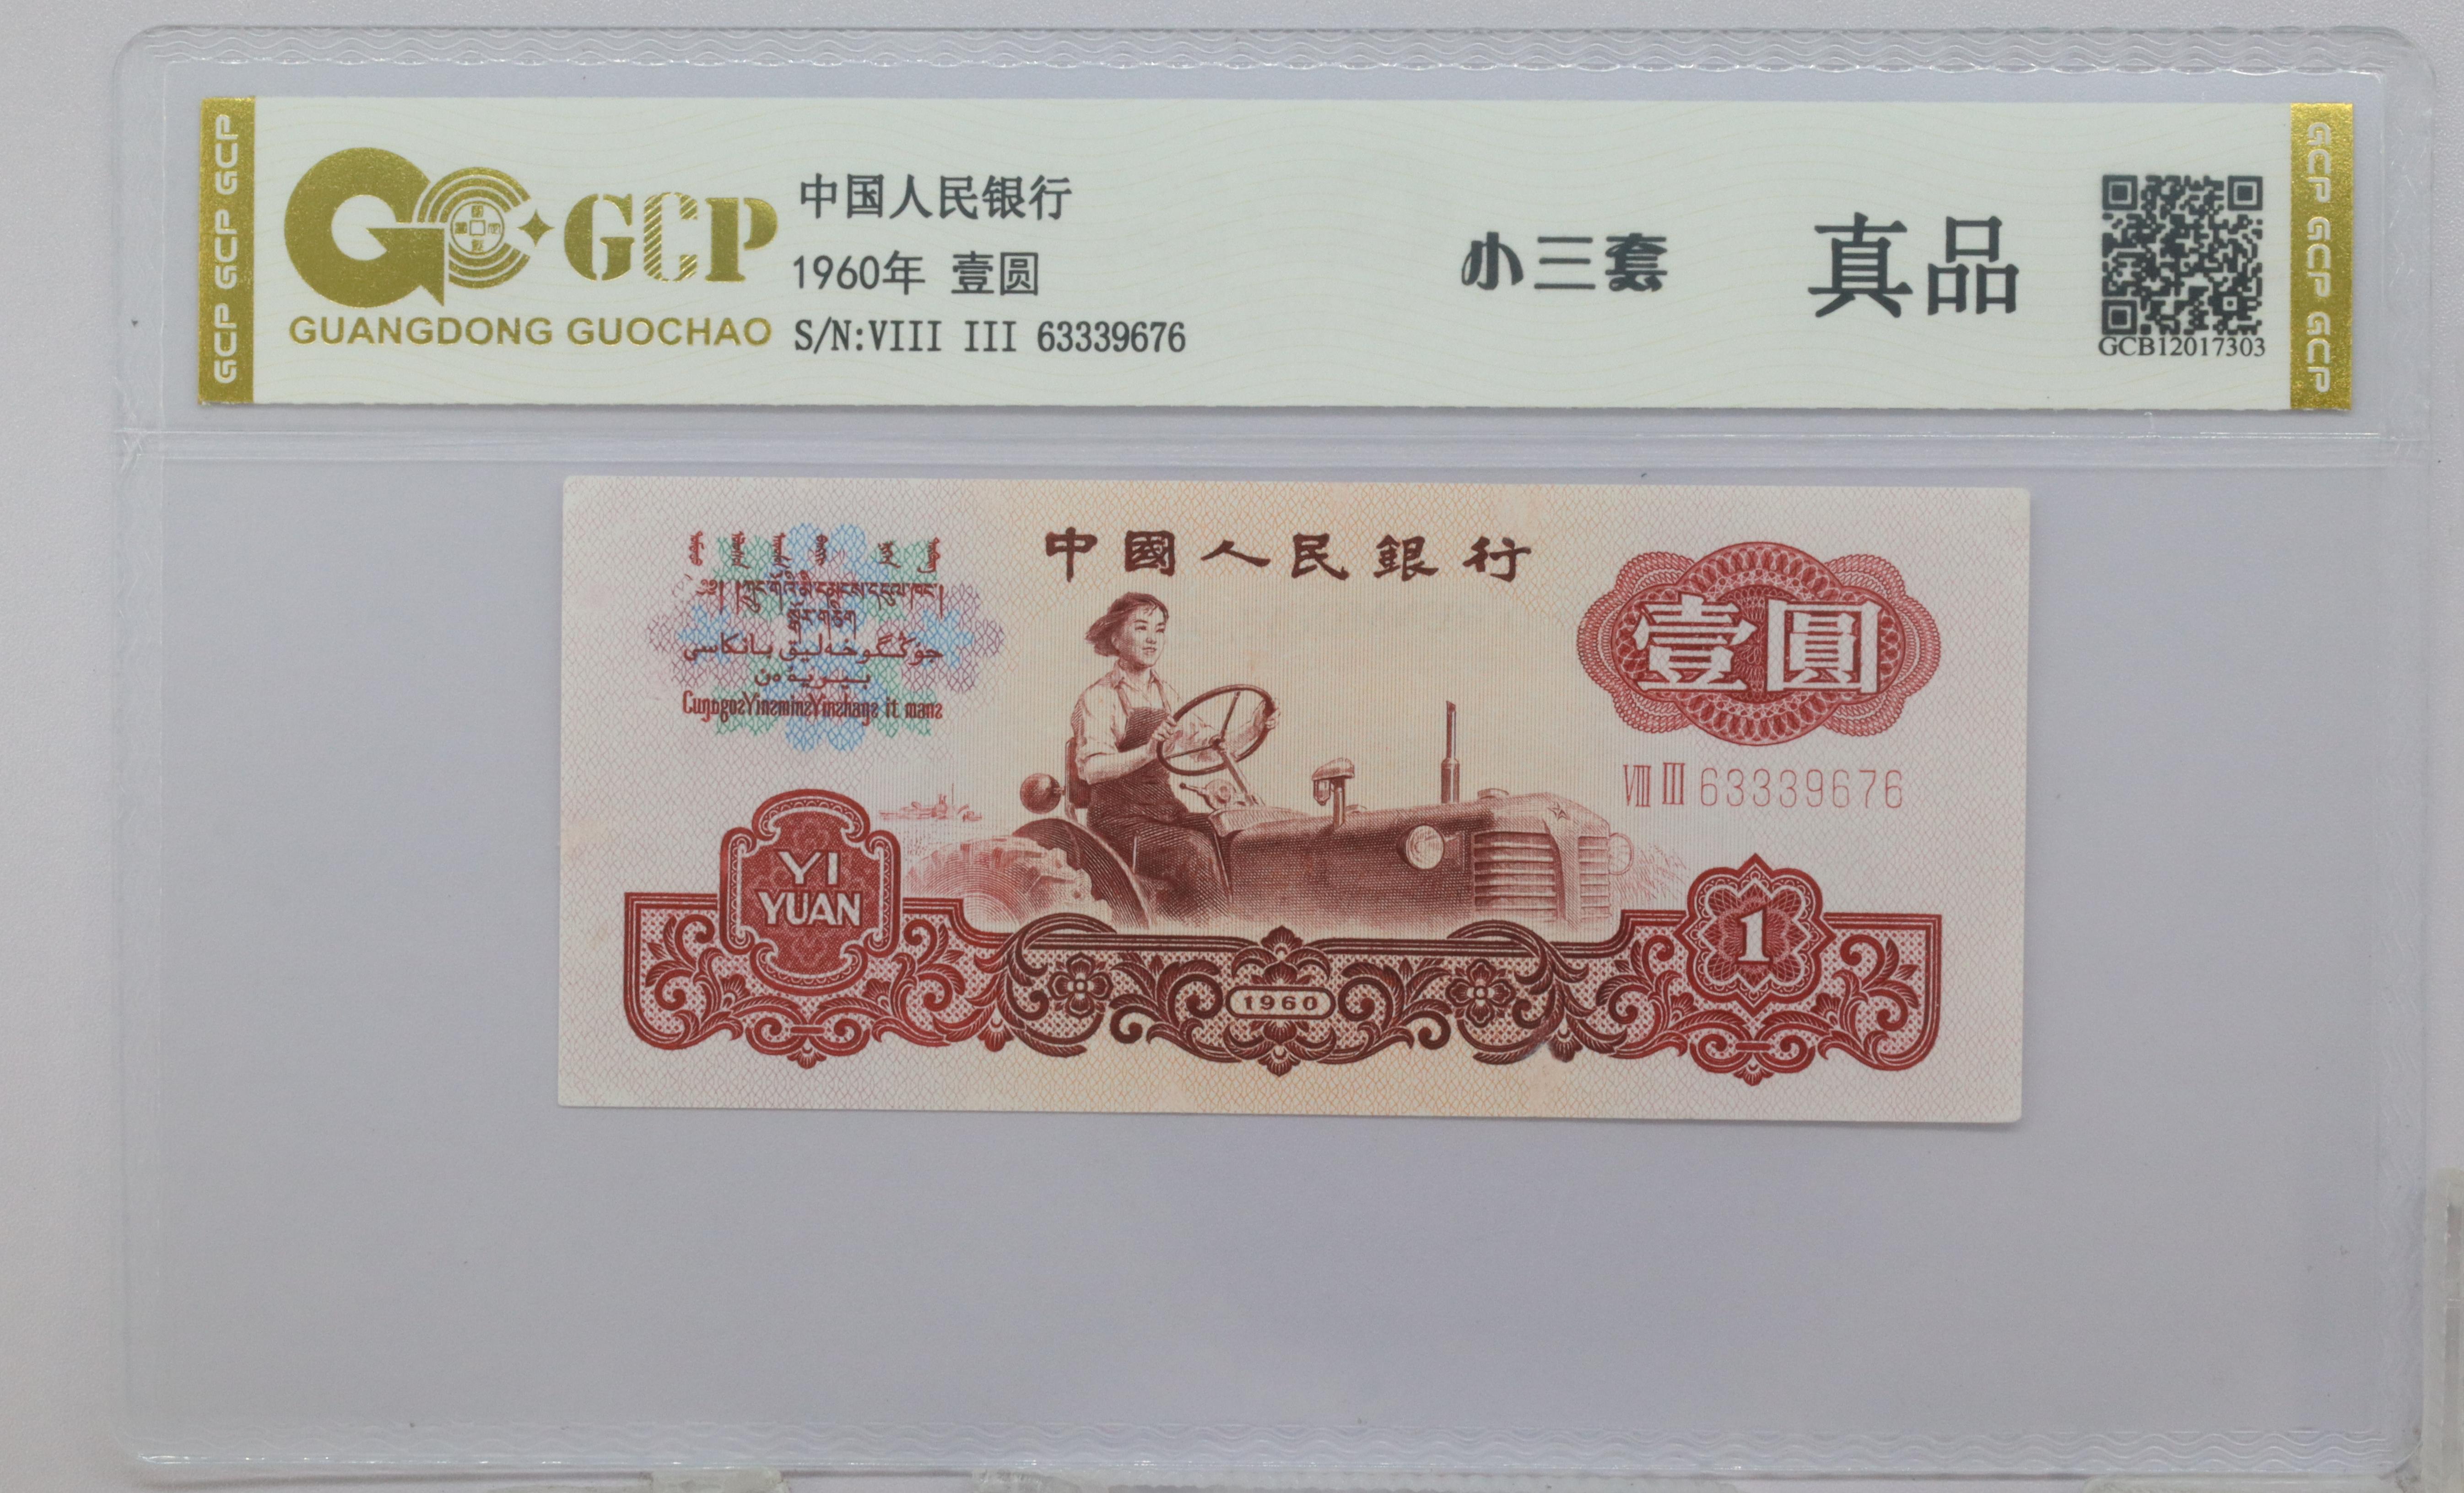 GCP GCP GCP
GCP
GUANGDONG GUOCHAO
中国人民银行
1960年 壹圆
S/N:VIII III 63339676
小三套
真品
GCB12017303
GCP GCP GCP
中國人民銀行
壹圓
VIII III 63339676
YI
YUAN
1960
1